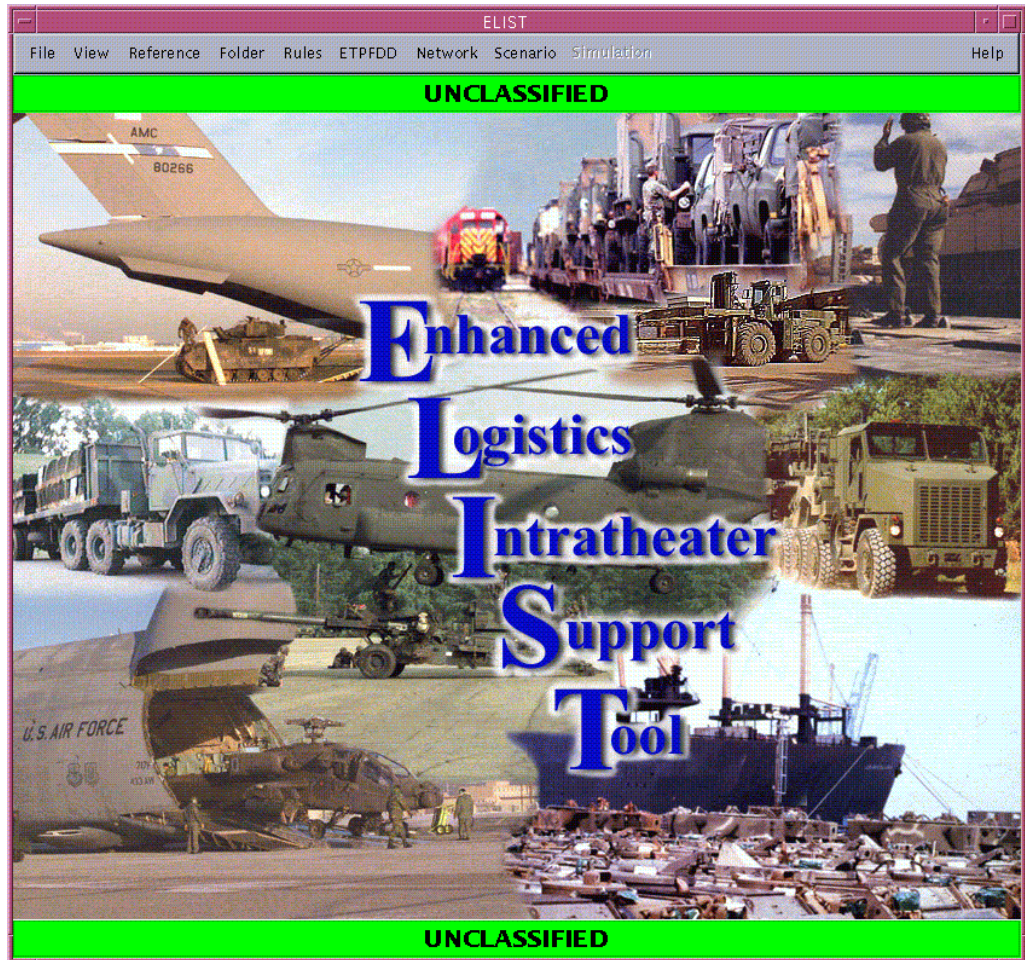 ELIST
File View Reference Folder Rules ETPFDD Network Scenario Simulation Help
UNCLASSIFIED
AMC
80266
Enhanced
Logistics
Intratheater
Support
Tool
U.S. AIR FORCE
UNCLASSIFIED